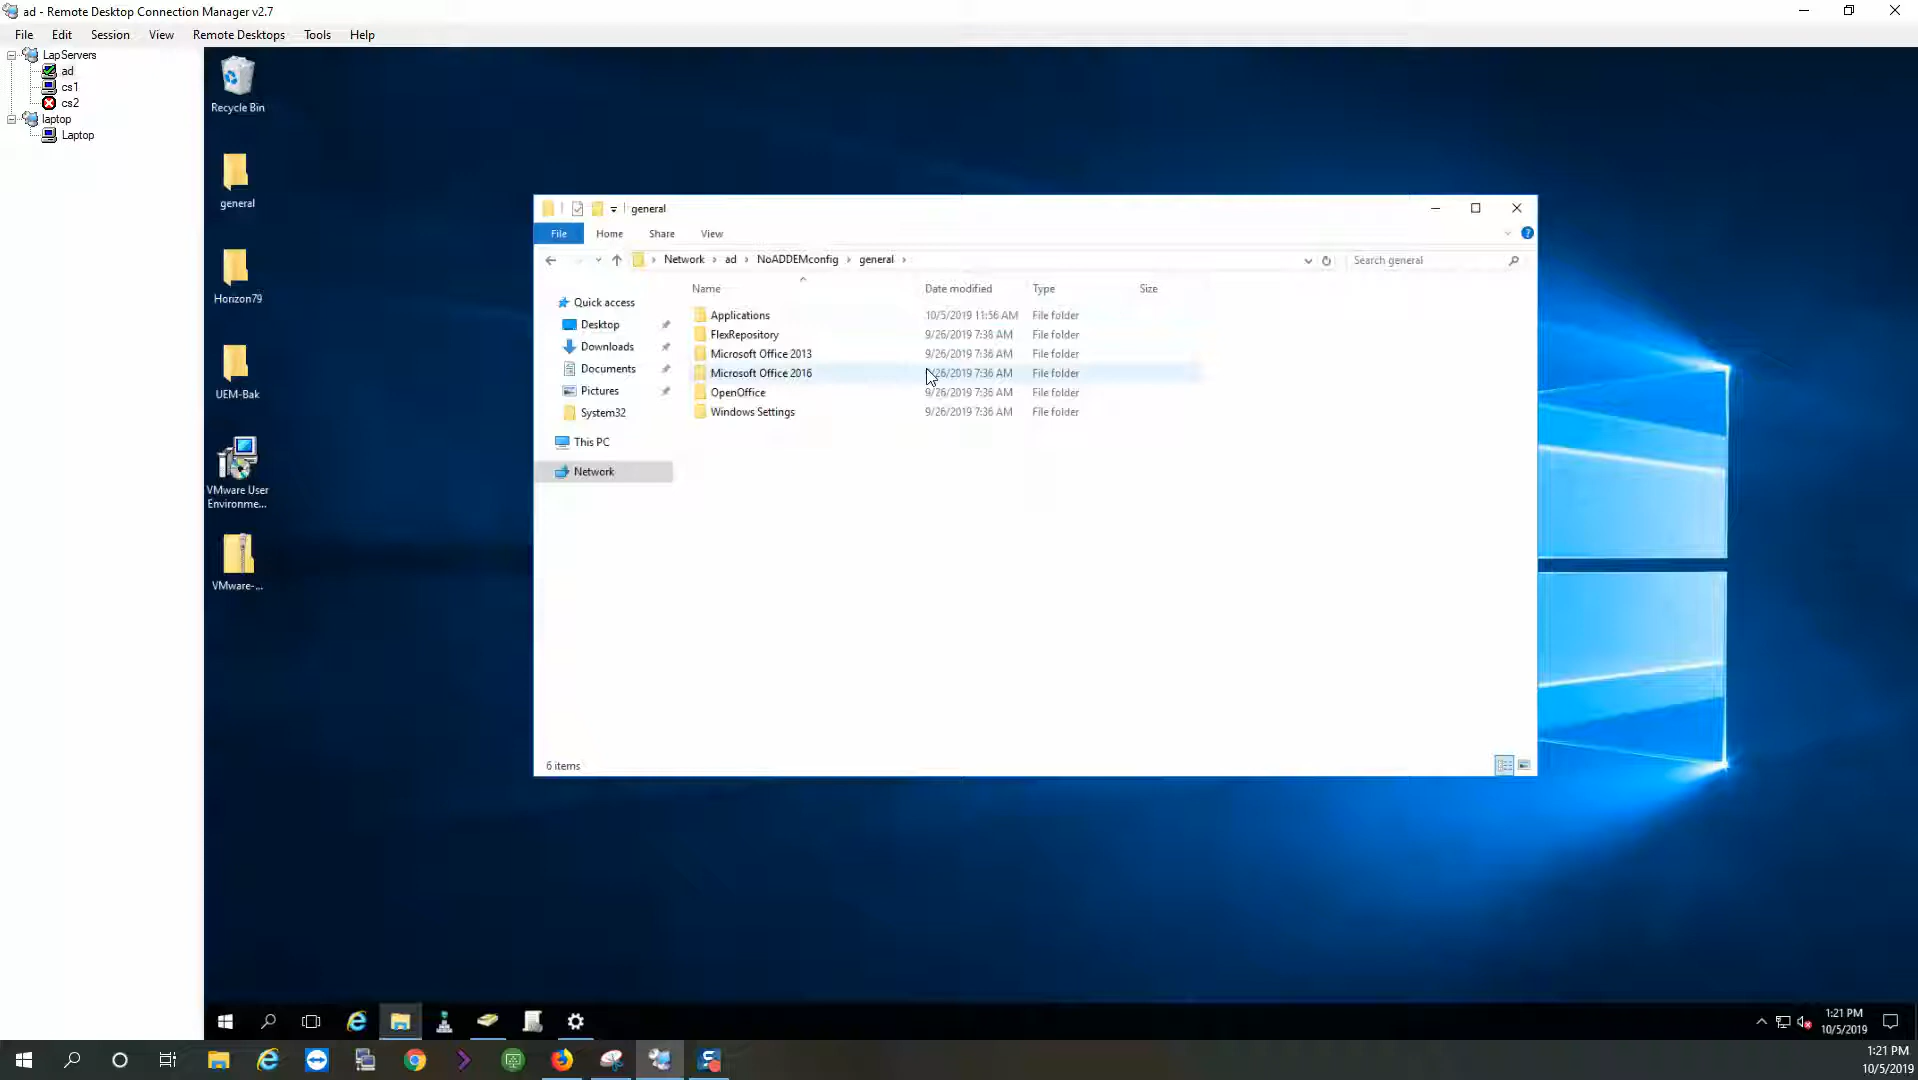 ad - Remote Desktop Connection Manager v2.7
File Edit Session View Remote Desktops Tools Help
LapServers
ad
cs1
cs2
laptop
Laptop
Recycle Bin
general
Horizon79
UEM-Bak
VMware User
Environme...
VMware-...
general
File Home Share View
Network ad NoADDEMconfig general
Search general
Name Date modified Type Size
Quick access
Desktop
Downloads
Documents
Pictures
System32
This PC
Network
Applications 10/5/2019 11:56 AM File folder
FlexRepository 9/26/2019 7:38 AM File folder
Microsoft Office 2013 9/26/2019 7:36 AM File folder
Microsoft Office 2016 /26/2019 7:36 AM File folder
OpenOffice 9/26/2019 7:36 AM File folder
Windows Settings 9/26/2019 7:36 AM File folder
6 items
1:21 PM
10/5/2019
1:21 PM
10/5/2019